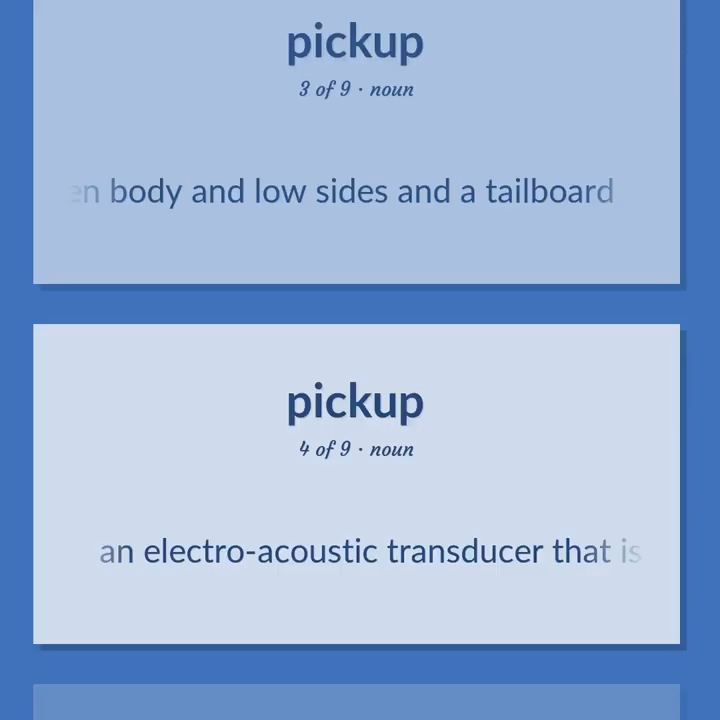 pickup
3 of 9 · noun
en body and low sides and a tailboard
pickup
4 of 9 · noun
an electro-acoustic transducer that is